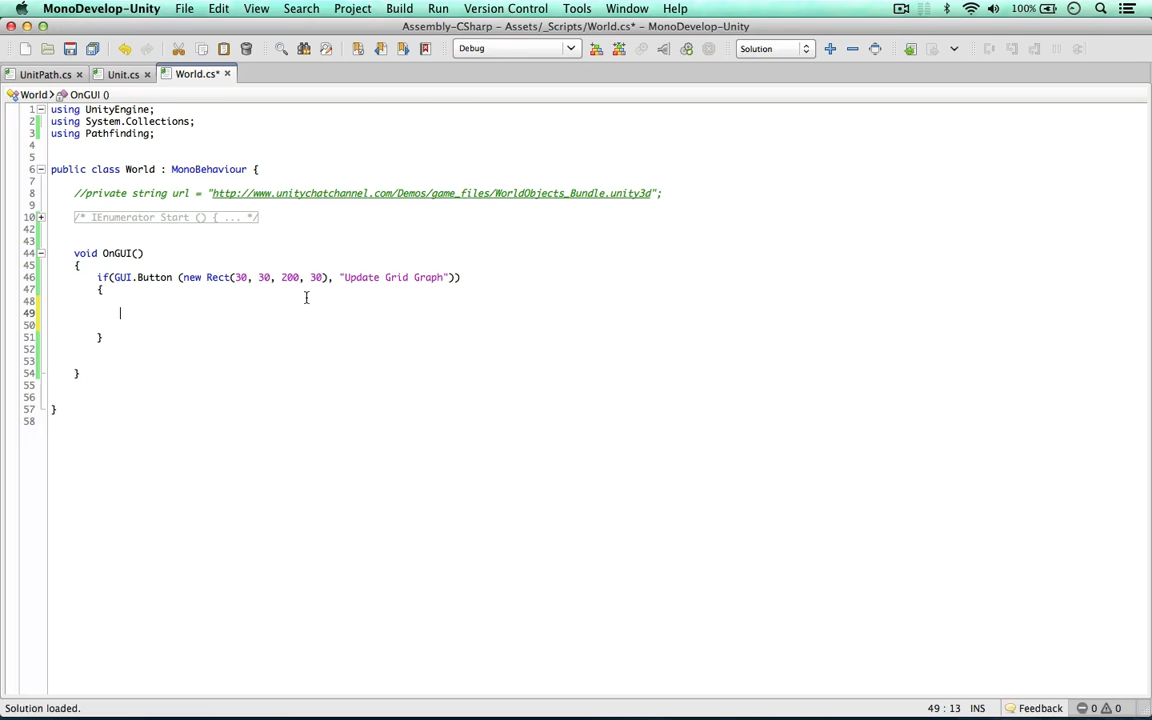 MonoDevelop-Unity File Edit View Search Project Build Run Version Control Tools Window Help 100%
Assembly-CSharp - Assets/_Scripts/World.cs* - MonoDevelop-Unity
Debug Solution
UnitPath.cs × Unit.cs × World.cs* ×
World OnGUI ()
1 using UnityEngine;
2 using System.Collections;
3 using Pathfinding;
4
5
6 public class World : MonoBehaviour {
7
8 //private string url = "http://www.unitychatchannel.com/Demos/game_files/WorldObjects_Bundle.unity3d";
9
10 /* IEnumerator Start () { ... */
42
43
44 void OnGUI()
45 {
46 if(GUI.Button (new Rect(30, 30, 200, 30), "Update Grid Graph"))
47 {
48
49
50
51 }
52
53
54 }
55
56
57 }
58
Solution loaded. 49 : 13 INS Feedback 0 0